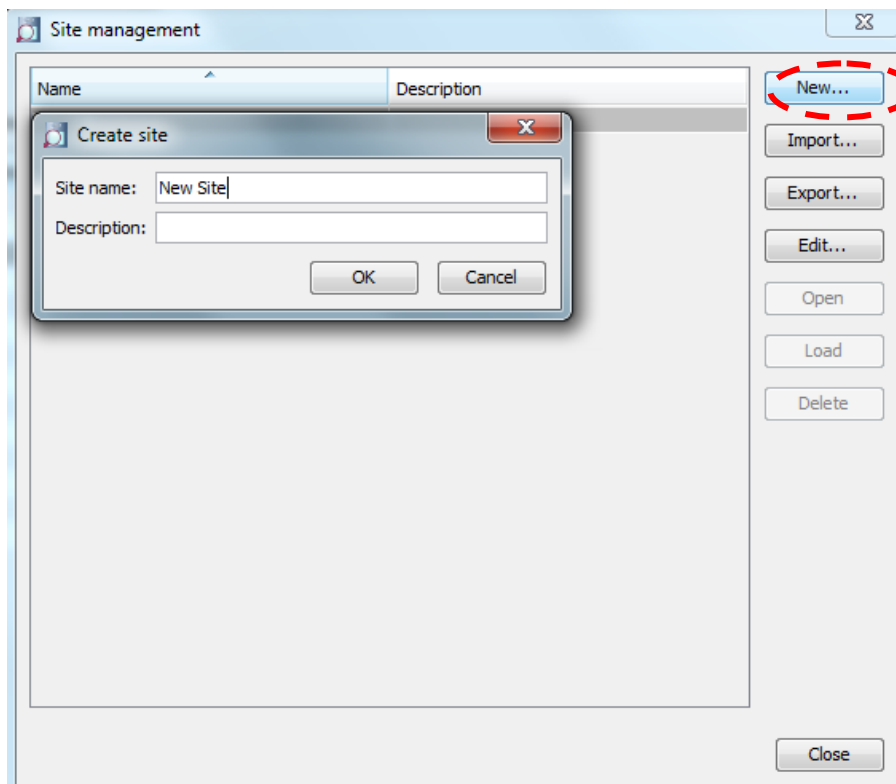 Site management
Name Description New...
Create site
Import...
Site name: New Site
Export...
Description:
Edit...
OK Cancel
Open
Load
Delete
Close